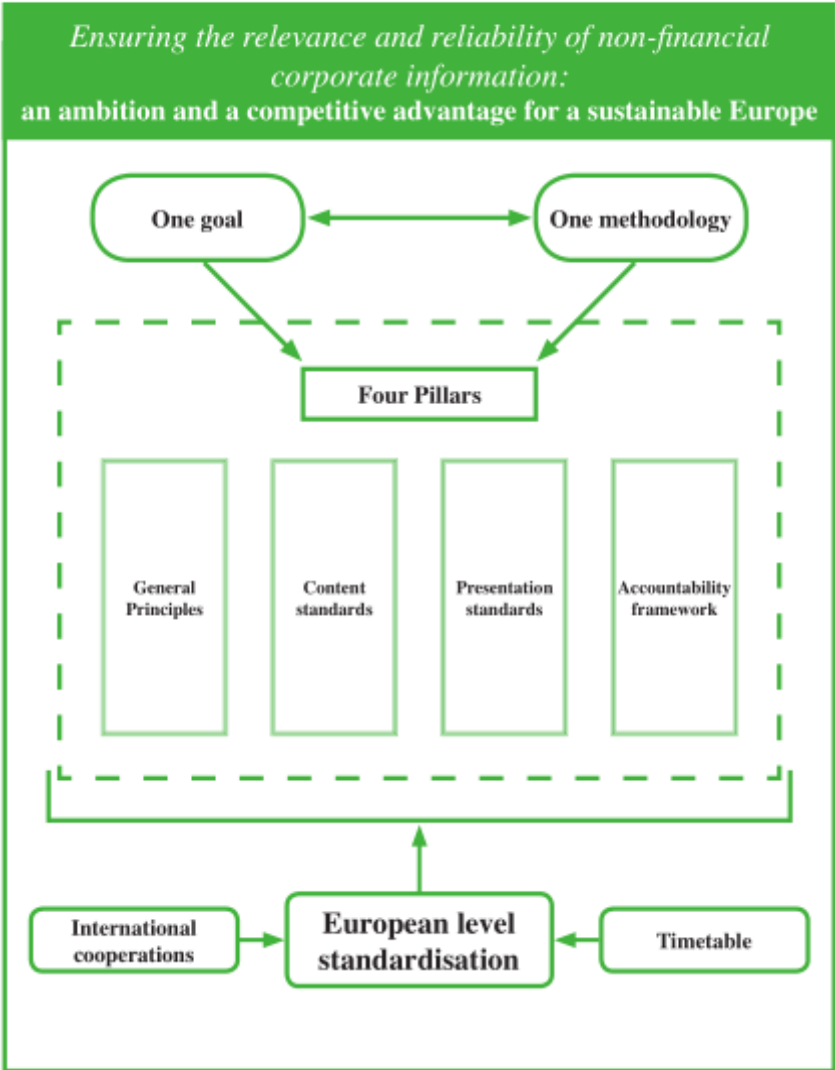 Ensuring the relevance and reliability of non-financial
corporate information:
an ambition and a competitive advantage for a sustainable Europe
One goal
One methodology
Four Pillars
General
Principles
Content
standards
Presentation
standards
Accountability
framework
International
cooperations
European level
standardisation
Timetable